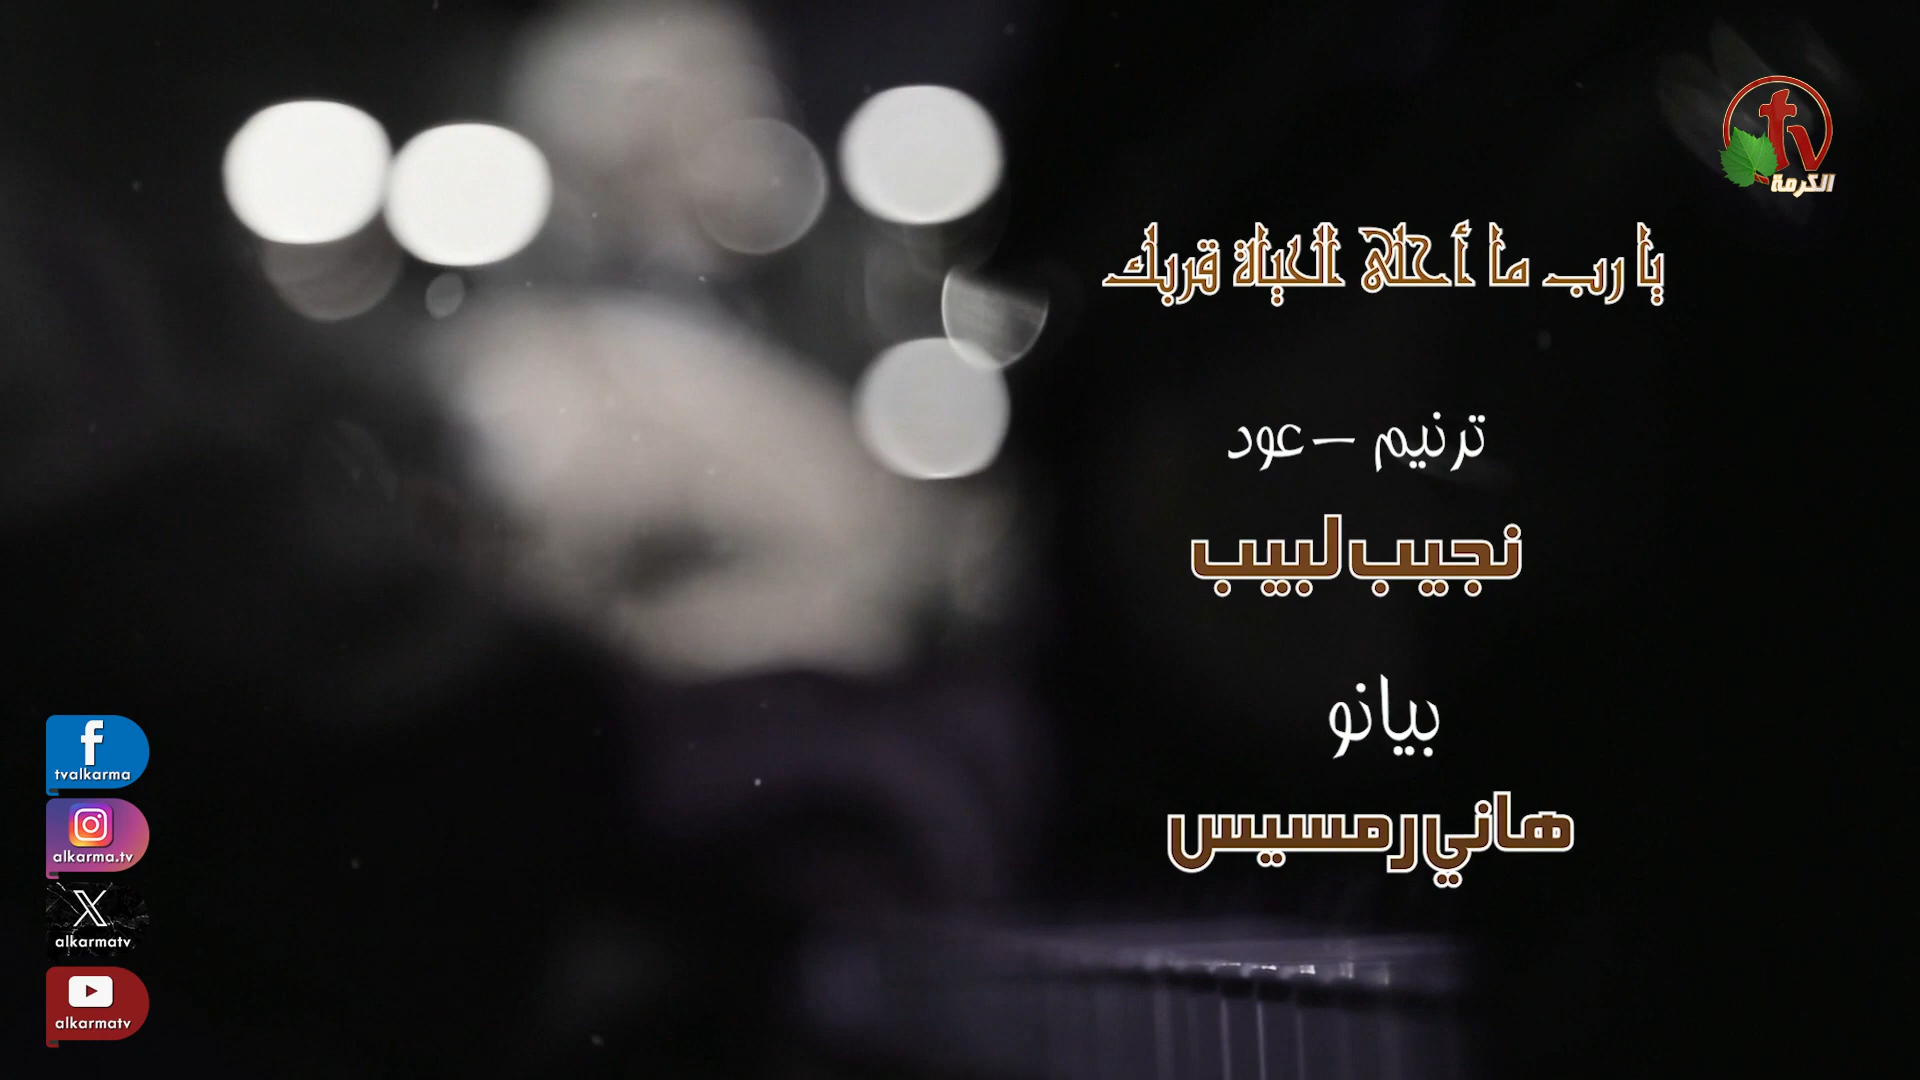 tv
الكرمة
يا رب ما أحلى الحياة قربك
ترنيم – عود
نجيب لبيب
بيانو
هاني رمسيس
tvalkarma
alkarma.tv
alkarmatv
alkarmatv